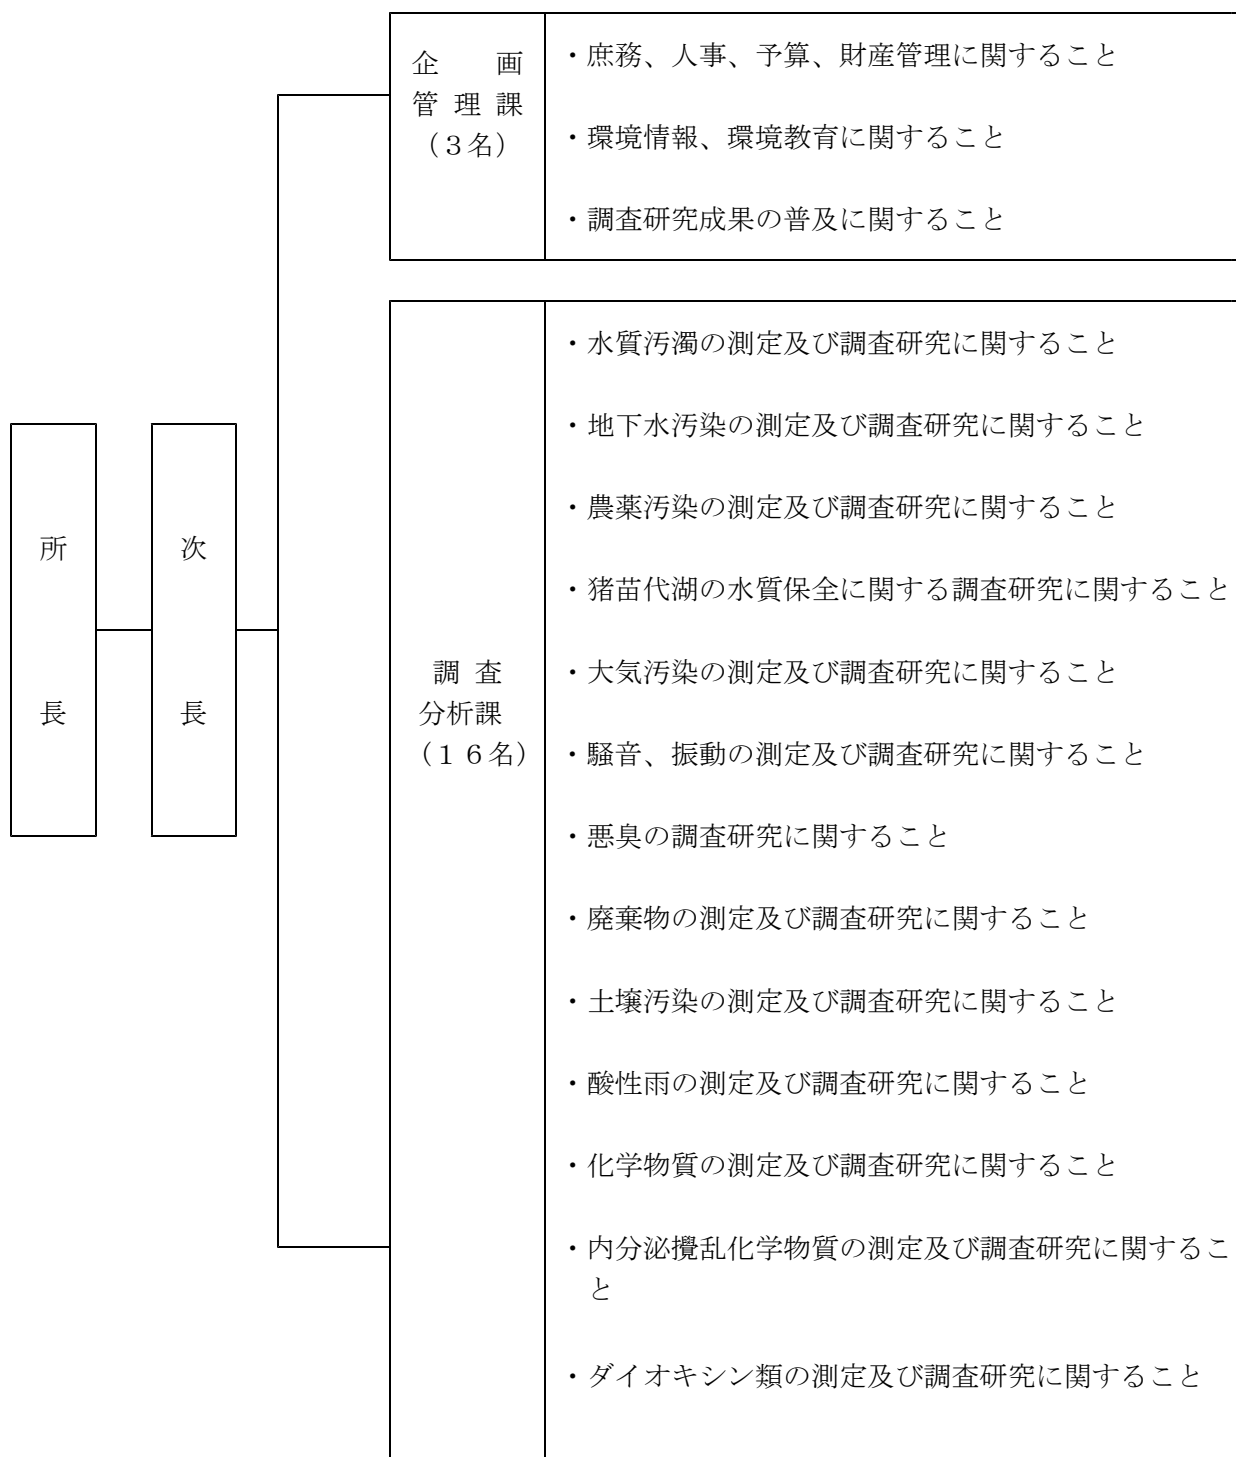 所
長
次
長
企画
管理課
(３名)
・庶務、人事、予算、財産管理に関すること
・環境情報、環境教育に関すること
・調査研究成果の普及に関すること
調査
分析課
(１６名)
・水質汚濁の測定及び調査研究に関すること
・地下水汚染の測定及び調査研究に関すること
・農薬汚染の測定及び調査研究に関すること
・猪苗代湖の水質保全に関する調査研究に関すること
・大気汚染の測定及び調査研究に関すること
・騒音、振動の測定及び調査研究に関すること
・悪臭の調査研究に関すること
・廃棄物の測定及び調査研究に関すること
・土壌汚染の測定及び調査研究に関すること
・酸性雨の測定及び調査研究に関すること
・化学物質の測定及び調査研究に関すること
・内分泌攪乱化学物質の測定及び調査研究に関するこ
と
・ダイオキシン類の測定及び調査研究に関すること